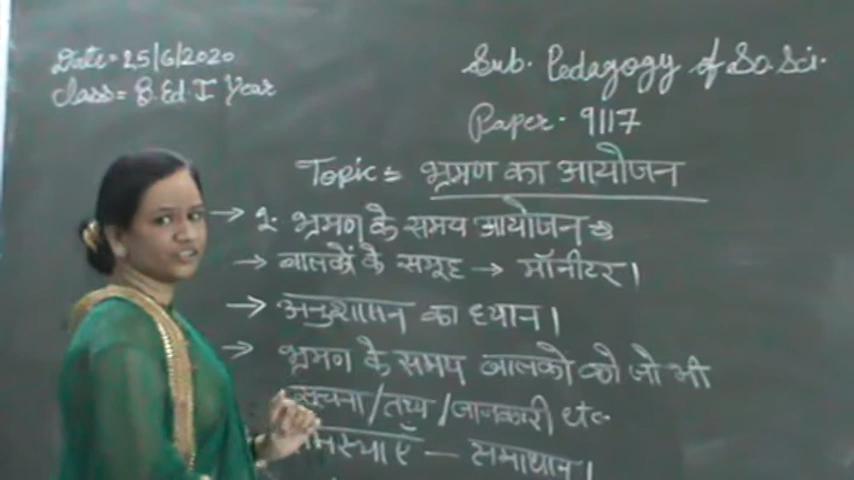 Date = 25/6/2020
Class = B.Ed. I Year
Sub. Pedagogy of So.Sci.
Paper - 9117
Topic = भ्रमण का आयोजन
→ 2. भ्रमण के समय आयोजन
→ बालकों के समूह → मॉनीटर।
→ अनुशासन का ध्यान।
→ भ्रमण के समय बालकों को जो भी
सूचना/तथ्य/जानकारी etc
समस्याएं — समाधान।